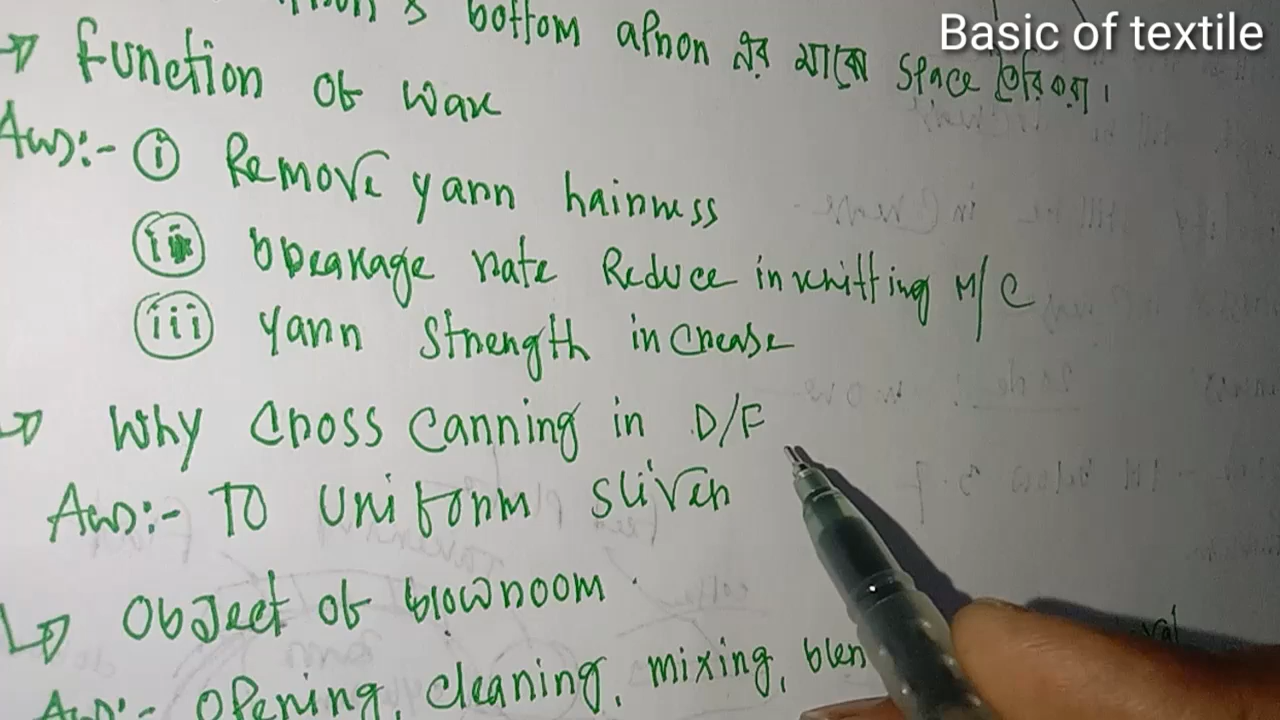 Basic of textile
bottom apron এর মাঝে space তৈরি করা।
Function of wax
Ans:- i Remove yarn hairness
ii breakage rate Reduce in knitting M/C
iii yarn strength increase
Why cross canning in D/F
Ans:- To uniform sliver
Object of blowroom
Ans:- Opening, cleaning, mixing, blen